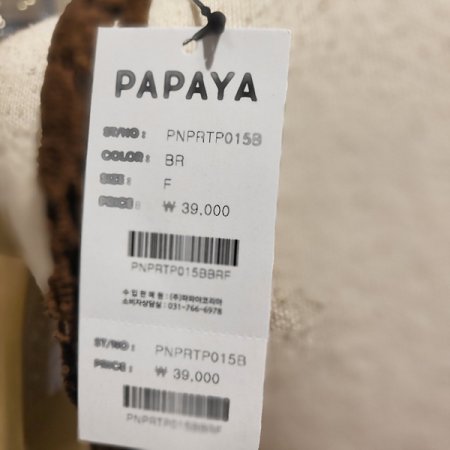 PAPAYA
ST/NO : PNPRTP015B
COLOR : BR
SIZE : F
PRICE : ₩ 39,000
PNPRTP015BBRF
수입판매원 : (주)파파야코리아
소비자상담실 : 031-766-6978
ST/NO : PNPRTP015B
PRICE : ₩ 39,000
PNPRTP015BBRF